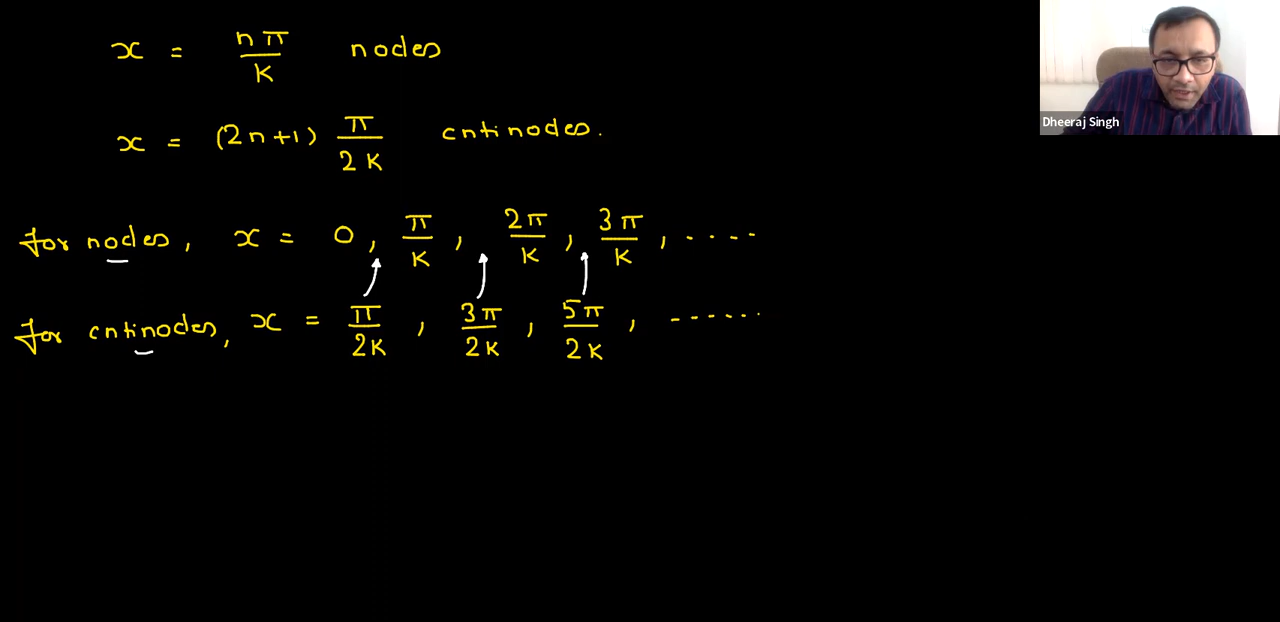 x = nπ/K nodes
x = (2n+1) π/2K antinodes.
Dheeraj Singh
for nodes, x = 0, π/K, 2π/K, 3π/K, ....
for antinodes, x = π/2K, 3π/2K, 5π/2K, ......